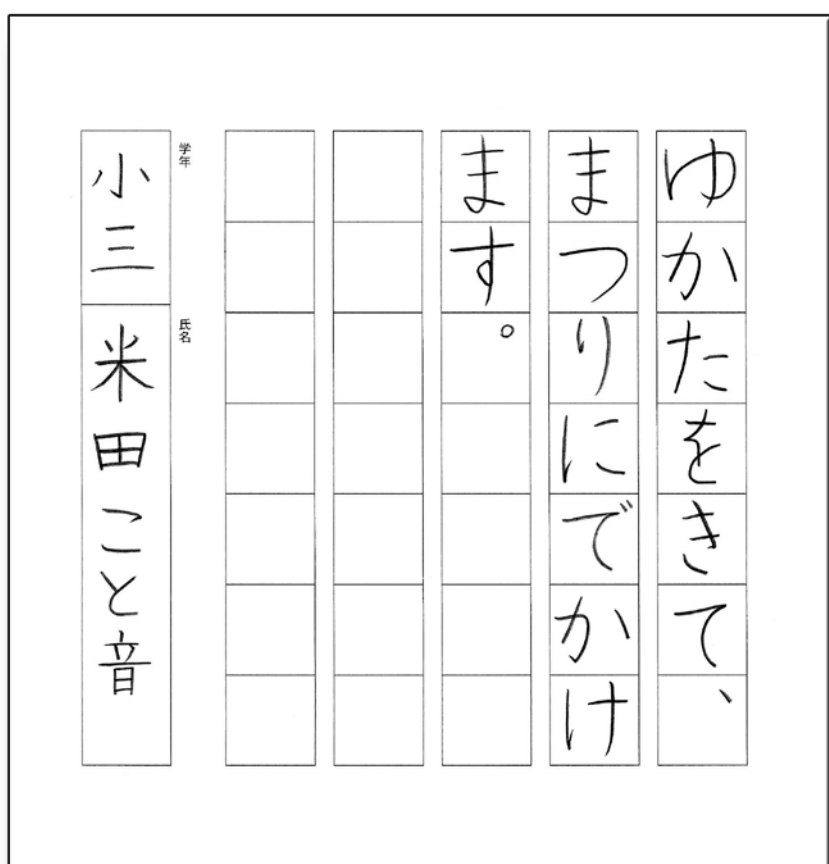 ゆかたをきて、
まつりにでかけ
ます。
学年
小三
氏名
米田こと音